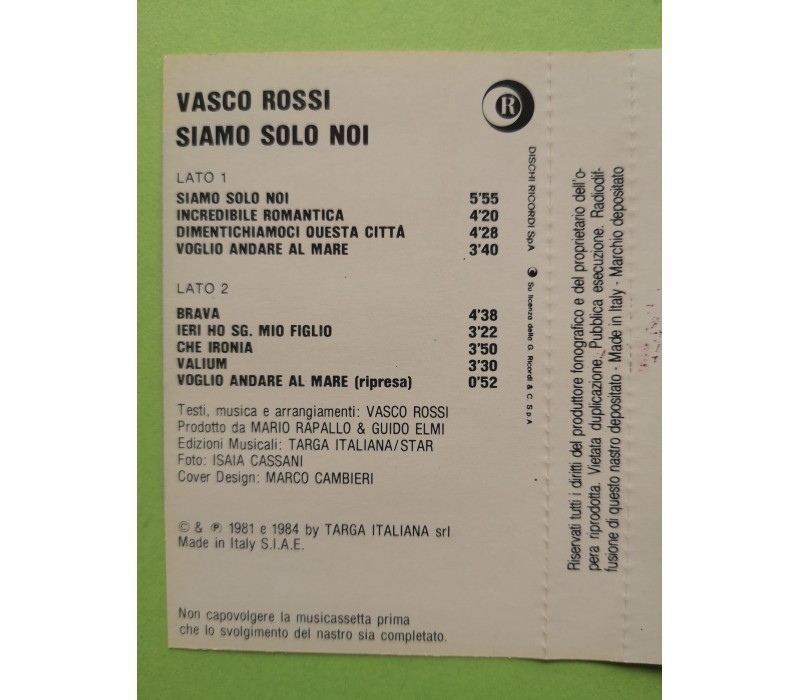 VASCO ROSSI
SIAMO SOLO NOI
LATO 1
SIAMO SOLO NOI 5'55
INCREDIBILE ROMANTICA 4'20
DIMENTICHIAMOCI QUESTA CITTÀ 4'28
VOGLIO ANDARE AL MARE 3'40
LATO 2
BRAVA 4'38
IERI HO SG. MIO FIGLIO 3'22
CHE IRONIA 3'50
VALIUM 3'30
VOGLIO ANDARE AL MARE (ripresa) 0'52
Testi, musica e arrangiamenti: VASCO ROSSI
Prodotto da MARIO RAPALLO & GUIDO ELMI
Edizioni Musicali: TARGA ITALIANA/STAR
Foto: ISAIA CASSANI
Cover Design: MARCO CAMBIERI
© & ℗ 1981 e 1984 by TARGA ITALIANA srl
Made in Italy S.I.A.E.
Non capovolgere la musicassetta prima
che lo svolgimento del nastro sia completato.
R
DISCHI RICORDI SpA Su licenza delle G. Ricordi & C. SpA
Riservati tutti i diritti del produttore fonografico e del proprietario dell'o-
pera riprodotta. Vietata duplicazione. Pubblica esecuzione. Radiodif-
fusione di questo nastro depositato - Made in Italy - Marchio depositato